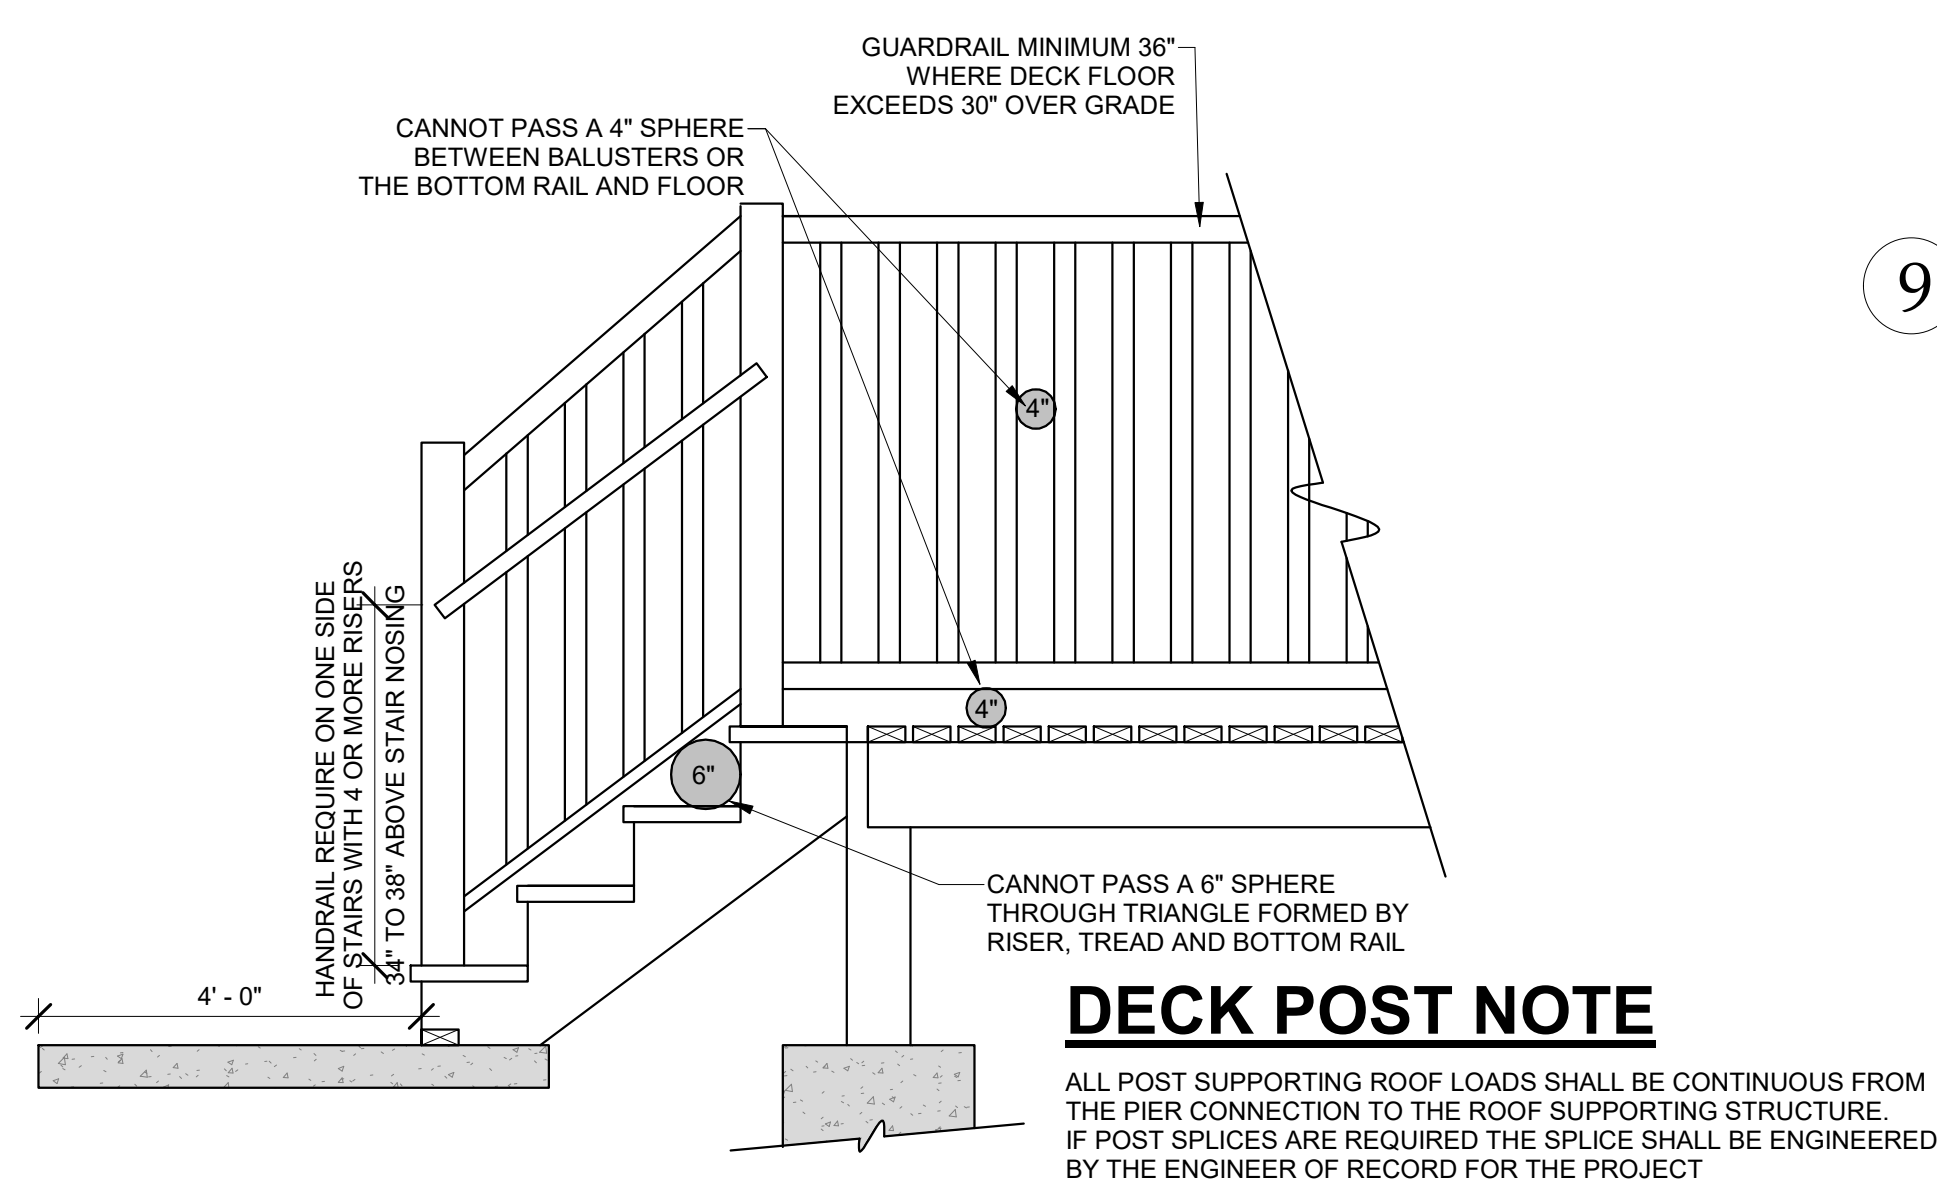 GUARDRAIL MINIMUM 36"
WHERE DECK FLOOR
EXCEEDS 30" OVER GRADE
CANNOT PASS A 4" SPHERE
BETWEEN BALUSTERS OR
THE BOTTOM RAIL AND FLOOR
9
4"
4"
6"
HANDRAIL REQUIRE ON ONE SIDE
OF STAIRS WITH 4 OR MORE RISERS
34" TO 38" ABOVE STAIR NOSING
CANNOT PASS A 6" SPHERE
THROUGH TRIANGLE FORMED BY
RISER, TREAD AND BOTTOM RAIL
4' - 0"
DECK POST NOTE
ALL POST SUPPORTING ROOF LOADS SHALL BE CONTINUOUS FROM
THE PIER CONNECTION TO THE ROOF SUPPORTING STRUCTURE.
IF POST SPLICES ARE REQUIRED THE SPLICE SHALL BE ENGINEERED
BY THE ENGINEER OF RECORD FOR THE PROJECT